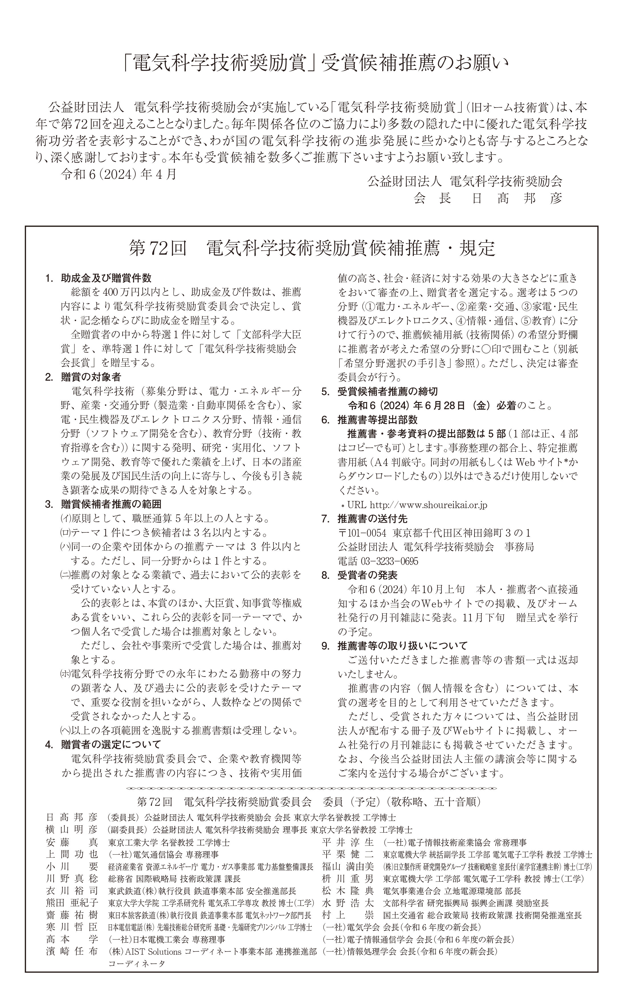 「電気科学技術奨励賞」受賞候補推薦のお願い
公益財団法人 電気科学技術奨励会が実施している「電気科学技術奨励賞」（旧オーム技術賞）は、本
年で第72回を迎えることとなりました。毎年関係各位のご協力により多数の隠れた中に優れた電気科学技
術功労者を表彰することができ、わが国の電気科学技術の進歩発展に些かなりとも寄与するところとな
り、深く感謝しております。本年も受賞候補を数多くご推薦下さいますようお願い致します。
令和6（2024）年4月
公益財団法人 電気科学技術奨励会
会 長 日 髙 邦 彦
第72回 電気科学技術奨励賞候補推薦・規定
1. 助成金及び贈賞件数
総額を400万円以内とし、助成金及び件数は、推薦
内容により電気科学技術奨励賞委員会で決定し、賞
状・記念楯ならびに助成金を贈呈する。
全贈賞者の中から特選1件に対して「文部科学大臣
賞」を、準特選1件に対して「電気科学技術奨励会
会長賞」を贈呈する。
2. 贈賞の対象者
電気科学技術（募集分野は、電力・エネルギー分
野、産業・交通分野（製造業・自動車関係を含む）、家
電・民生機器及びエレクトロニクス分野、情報・通信
分野（ソフトウェア開発を含む）、教育分野（技術・教
育指導を含む））に関する発明、研究・実用化、ソフト
ウェア開発、教育等で優れた業績を上げ、日本の諸産
業の発展及び国民生活の向上に寄与し、今後も引き続
き顕著な成果の期待できる人を対象とする。
3. 贈賞候補者推薦の範囲
(イ)原則として、職歴通算5年以上の人とする。
(ロ)テーマ1件につき候補者は3名以内とする。
(ハ)同一の企業や団体からの推薦テーマは3件以内と
する。ただし、同一分野からは1件とする。
(ニ)推薦の対象となる業績で、過去において公的表彰を
受けていない人とする。
公的表彰とは、本賞のほか、大臣賞、知事賞等権威
ある賞をいい、これら公的表彰を同一テーマで、か
つ個人名で受賞した場合は推薦対象としない。
ただし、会社や事業所で受賞した場合は、推薦対
象とする。
(ホ)電気科学技術分野での永年にわたる勤務中の努力
の顕著な人、及び過去に公的表彰を受けたテーマ
で、重要な役割を担いながら、人数枠などの関係で
受賞されなかった人とする。
(ヘ)以上の各項範囲を逸脱する推薦書類は受理しない。
4. 贈賞者の選定について
電気科学技術奨励賞委員会で、企業や教育機関等
から提出された推薦書の内容につき、技術や実用価
値の高さ、社会・経済に対する効果の大きさなどに重き
をおいて審査の上、贈賞者を選定する。選考は5つの
分野（①電力・エネルギー、②産業・交通、③家電・民生
機器及びエレクトロニクス、④情報・通信、⑤教育）に分
けて行うので、推薦候補用紙（技術関係）の希望分野欄
に推薦者が考えた希望の分野に〇印で囲むこと（別紙
「希望分野選択の手引き」参照）。ただし、決定は審査
委員会が行う。
5. 受賞候補者推薦の締切
令和6（2024）年6月28日（金）必着のこと。
6. 推薦書等提出部数
推薦書・参考資料の提出部数は5部（1部は正、4部
はコピーでも可）とします。事務整理の都合上、特定推薦
書用紙（A4判厳守。同封の用紙もしくはWebサイト*か
らダウンロードしたもの）以外はできるだけ使用しないで
ください。
* URL http://www.shoureikai.or.jp
7. 推薦書の送付先
〒101-0054 東京都千代田区神田錦町3の1
公益財団法人 電気科学技術奨励会 事務局
電話 03-3233-0695
8. 受賞者の発表
令和6（2024）年10月上旬 本人・推薦者へ直接通
知するほか当会のWebサイトでの掲載、及びオーム
社発行の月刊雑誌に発表。11月下旬 贈呈式を挙行
の予定。
9. 推薦書等の取り扱いについて
ご送付いただきました推薦書等の書類一式は返却
いたしません。
推薦書の内容（個人情報を含む）については、本
賞の選考を目的として利用させていただきます。
ただし、受賞された方々については、当公益財団
法人が配布する冊子及びWebサイトに掲載し、オー
ム社発行の月刊雑誌にも掲載させていただきます。
なお、今後当公益財団法人主催の講演会等に関する
ご案内を送付する場合がございます。
第72回 電気科学技術奨励賞委員会 委員（予定）（敬称略、五十音順）
日髙邦彦 （委員長）公益財団法人 電気科学技術奨励会 会長 東京大学名誉教授 工学博士
横山明彦 （副委員長）公益財団法人 電気科学技術奨励会 理事長 東京大学名誉教授 工学博士
安藤 真 東京工業大学 名誉教授 工学博士
上間功也 （一社）電気通信協会 専務理事
小川 要 経済産業省 資源エネルギー庁 電力・ガス事業部 電力基盤整備課長
川野真稔 総務省 国際戦略局 技術政策課 課長
衣川裕司 東武鉄道（株）執行役員 鉄道事業本部 安全推進部長
熊田 亜紀子 東京大学大学院 工学系研究科 電気系工学専攻 教授 博士（工学）
齋藤祐樹 東日本旅客鉄道（株）執行役員 鉄道事業本部 電気ネットワーク部門長
寒川哲臣 日本電信電話（株）先端技術総合研究所 基礎・先端研究プリンシパル 工学博士
髙本 学 （一社）日本電機工業会 専務理事
濱崎任布 （株）AIST Solutions コーディネート事業本部 連携推進部
コーディネータ
平井淳生 （一社）電子情報技術産業協会 常務理事
平栗健二 東京電機大学 統括副学長 工学部 電気電子工学科 教授 工学博士
福山 満由美 （株）日立製作所 研究開発グループ 技術戦略室 室長付（産学官連携主幹）博士（工学）
枡川重男 東京電機大学 工学部 電気電子工学科 教授 博士（工学）
松木隆典 電気事業連合会 立地電源環境部 部長
水野浩太 文部科学省 研究振興局 振興企画課 奨励室長
村上 崇 国土交通省 総合政策局 技術政策課 技術開発推進室長
（一社）電気学会 会長（令和6年度の新会長）
（一社）電子情報通信学会 会長（令和6年度の新会長）
（一社）情報処理学会 会長（令和6年度の新会長）